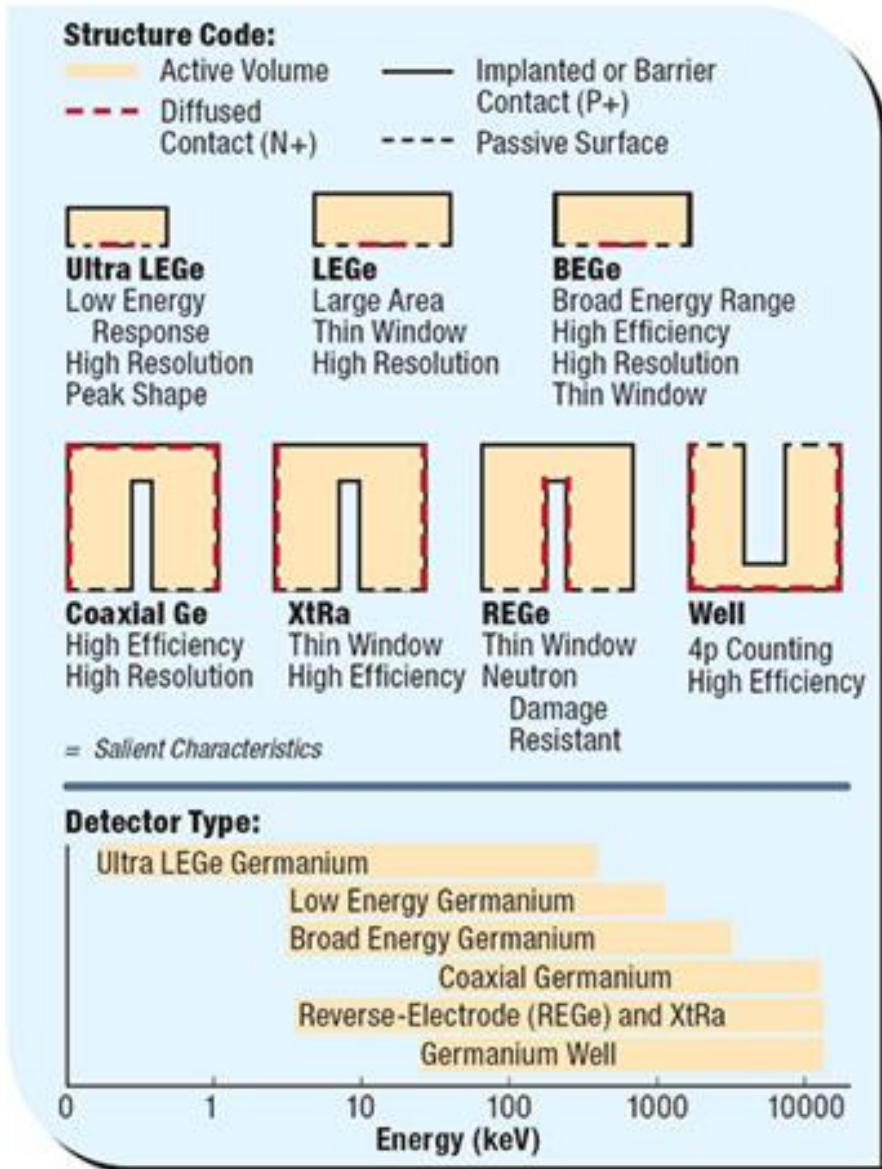 Structure Code:
Active Volume
Diffused
Contact (N+)
Implanted or Barrier
Contact (P+)
Passive Surface
Ultra LEGe
Low Energy
Response
High Resolution
Peak Shape
LEGe
Large Area
Thin Window
High Resolution
BEGe
Broad Energy Range
High Efficiency
High Resolution
Thin Window
Coaxial Ge
High Efficiency
High Resolution
XtRa
Thin Window
High Efficiency
REGe
Thin Window
Neutron
Damage
Resistant
Well
4p Counting
High Efficiency
= Salient Characteristics
Detector Type:
Ultra LEGe Germanium
Low Energy Germanium
Broad Energy Germanium
Coaxial Germanium
Reverse-Electrode (REGe) and XtRa
Germanium Well
0 1 10 100 1000 10000
Energy (keV)